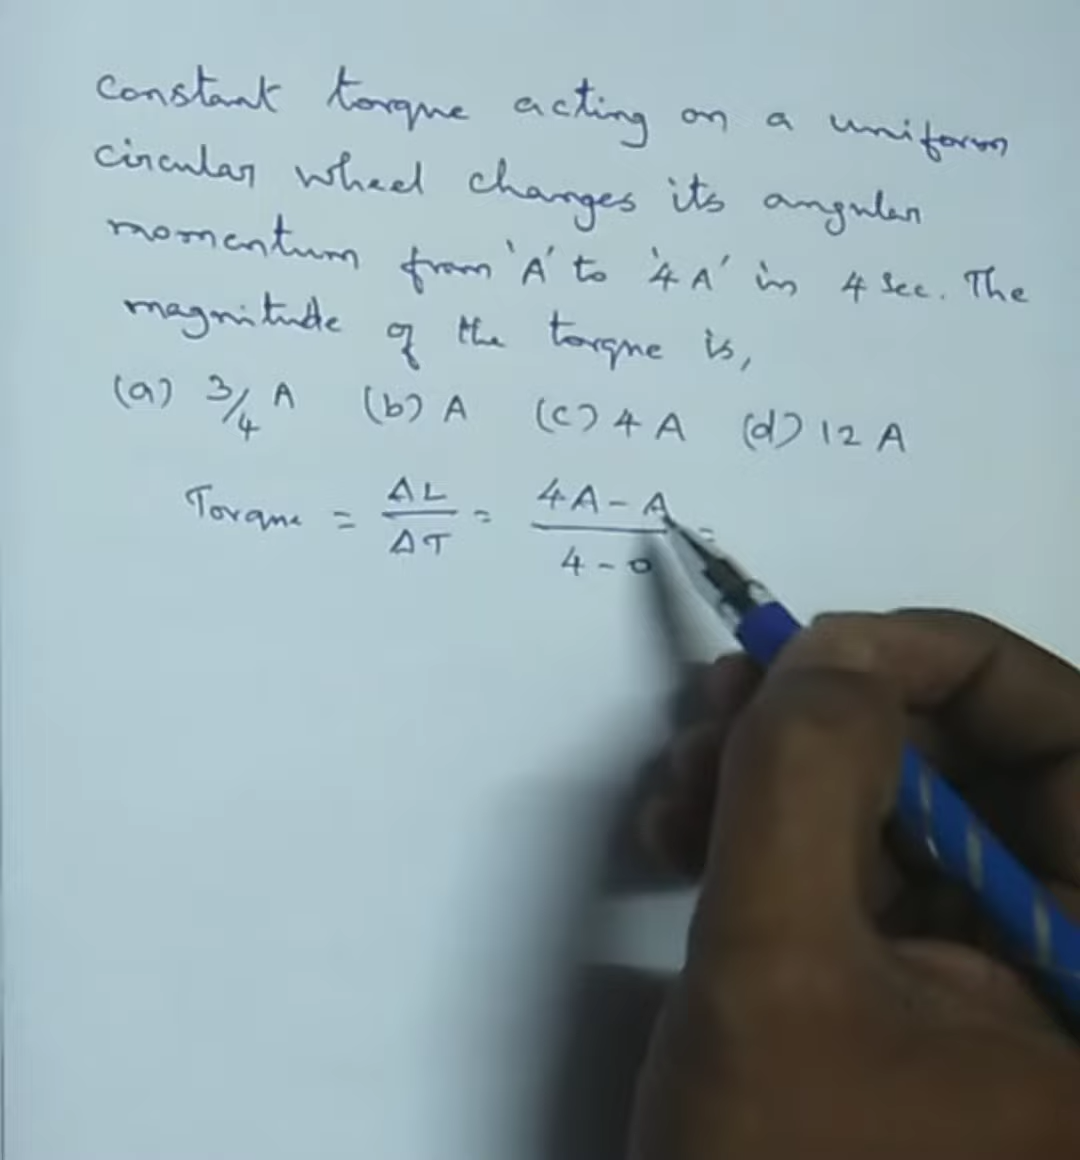 constant torque acting on a uniform
circular wheel changes its angular
momentum from 'A' to '4A' in 4 sec. The
magnitude of the torque is,
(a) 3/4 A (b) A (c) 4 A (d) 12 A
Torque = ΔL/ΔT = 4A - A/4 - 0 =